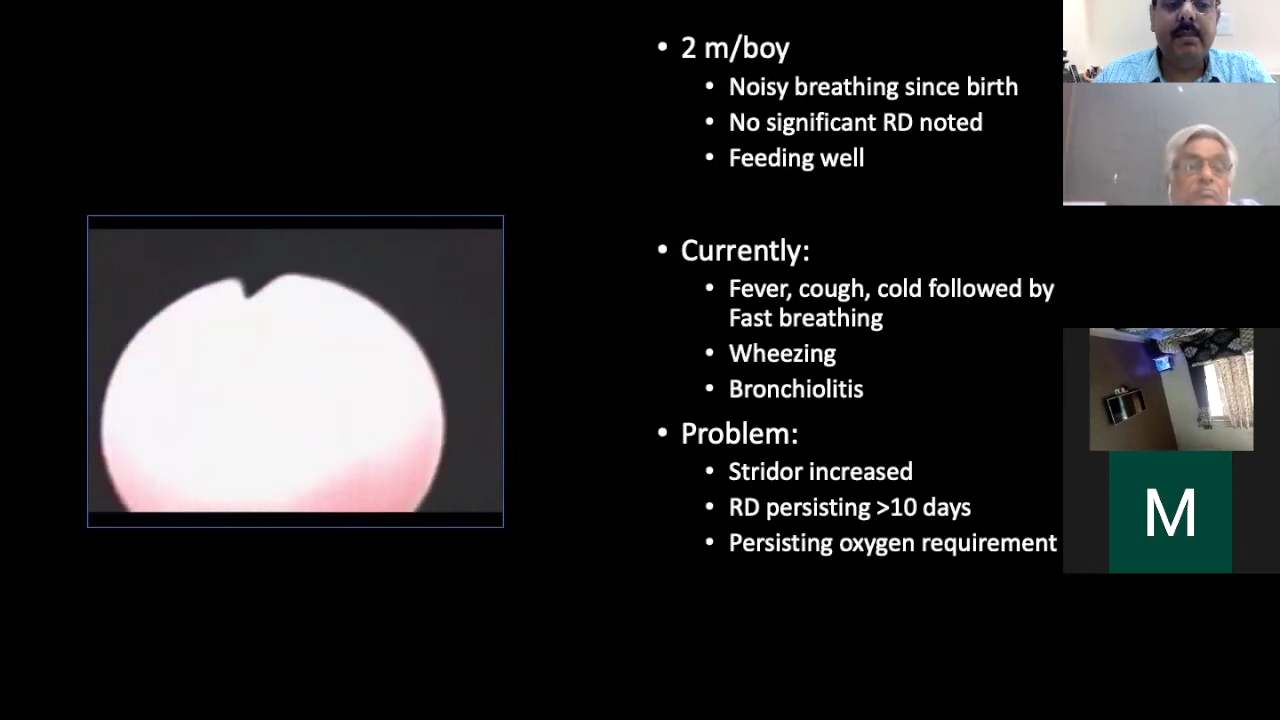 2 m/boy
Noisy breathing since birth
No significant RD noted
Feeding well
Currently:
Fever, cough, cold followed by
Fast breathing
Wheezing
Bronchiolitis
Problem:
Stridor increased
RD persisting >10 days
Persisting oxygen requirement
M